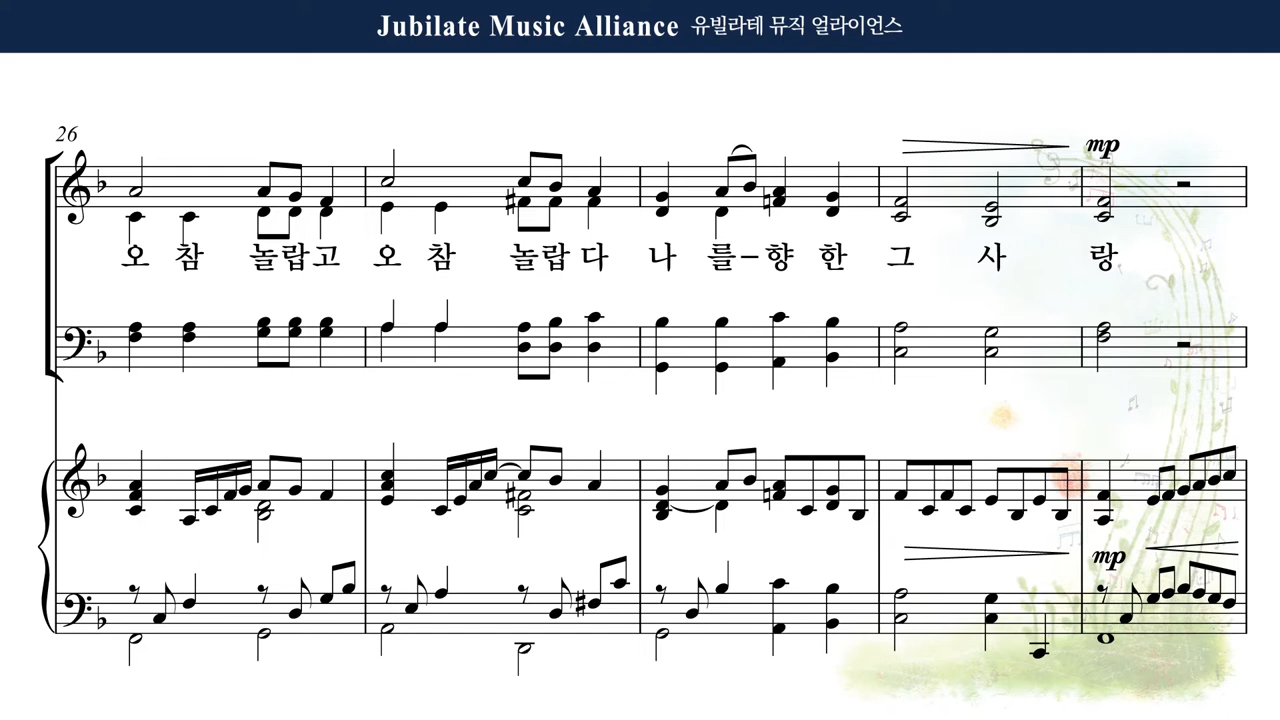 Jubilate Music Alliance 유빌라테 뮤직 얼라이언스
26
mp
오 참 놀랍고 오 참 놀랍 다 나 를-향 한 그 사 랑
mp